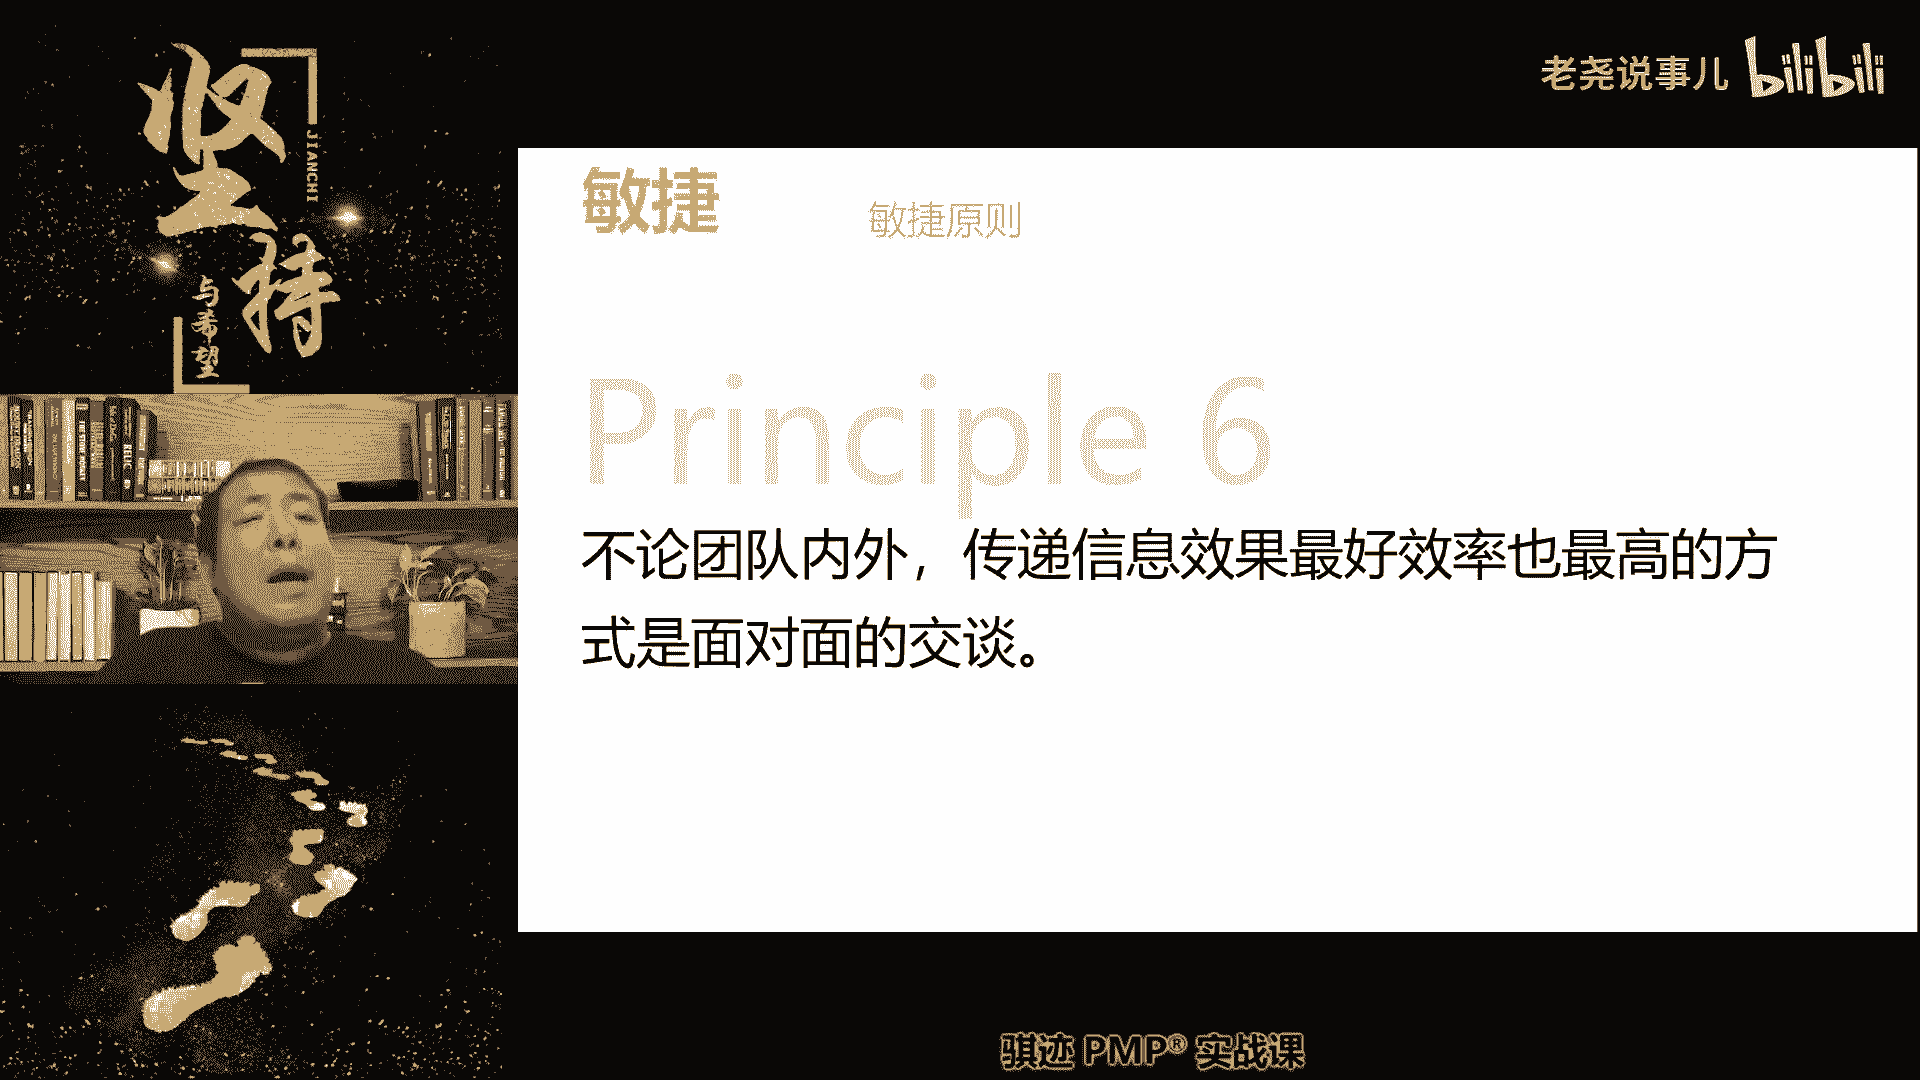 坚持
JIANCHI
与希望
老尧说事儿 bilibili
敏捷
敏捷原则
Principle 6
不论团队内外，传递信息效果最好效率也最高的方
式是面对面的交谈。
骐迹 PMP® 实战课